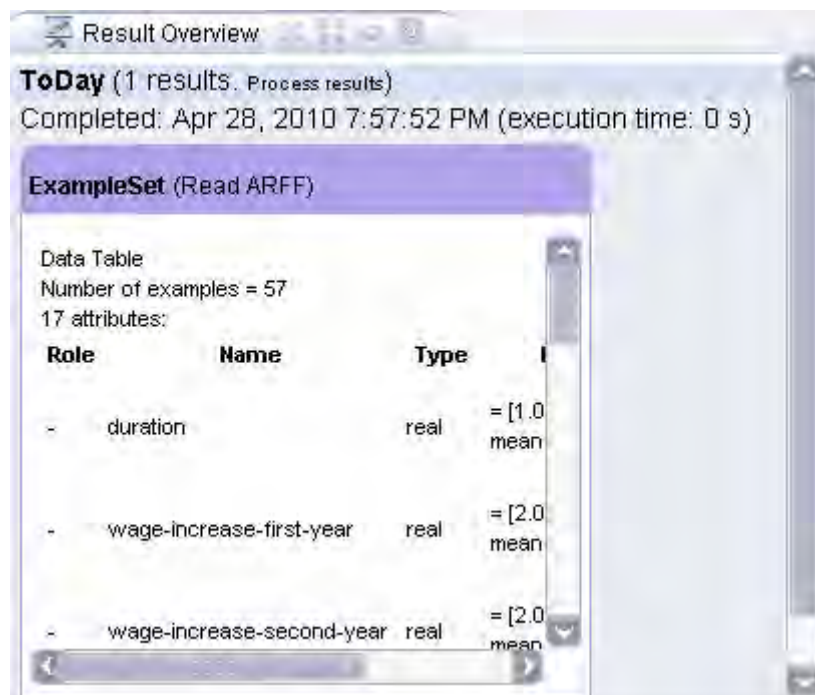 Result Overview
ToDay (1 results. Process results)
Completed: Apr 28, 2010 7:57:52 PM (execution time: 0 s)
ExampleSet (Read ARFF)
Data Table
Number of examples = 57
17 attributes:
Role Name Type
- duration real = [1.0
mean
- wage-increase-first-year real = [2.0
mean
- wage-increase-second-year real = [2.0
mean